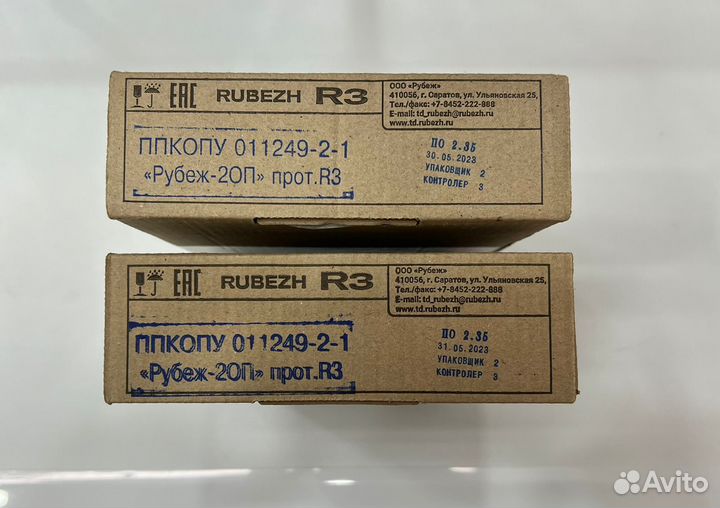 EAC RUBEZH R3
ООО «Рубеж»
410056, г. Саратов, ул. Ульяновская 25,
Тел./факс: +7-8452-222-888
E-mail: td_rubezh@rubezh.ru
www.td.rubezh.ru
ППКОПУ 011249-2-1
«Рубеж-2ОП» прот.R3
ПО 2.35
30.05.2023
УПАКОВЩИК 2
КОНТРОЛЕР 3
EAC RUBEZH R3
ООО «Рубеж»
410056, г. Саратов, ул. Ульяновская 25,
Тел./факс: +7-8452-222-888
E-mail: td_rubezh@rubezh.ru
www.td.rubezh.ru
ППКОПУ 011249-2-1
«Рубеж-2ОП» прот.R3
ПО 2.35
31.05.2023
УПАКОВЩИК 2
КОНТРОЛЕР 3
Avito